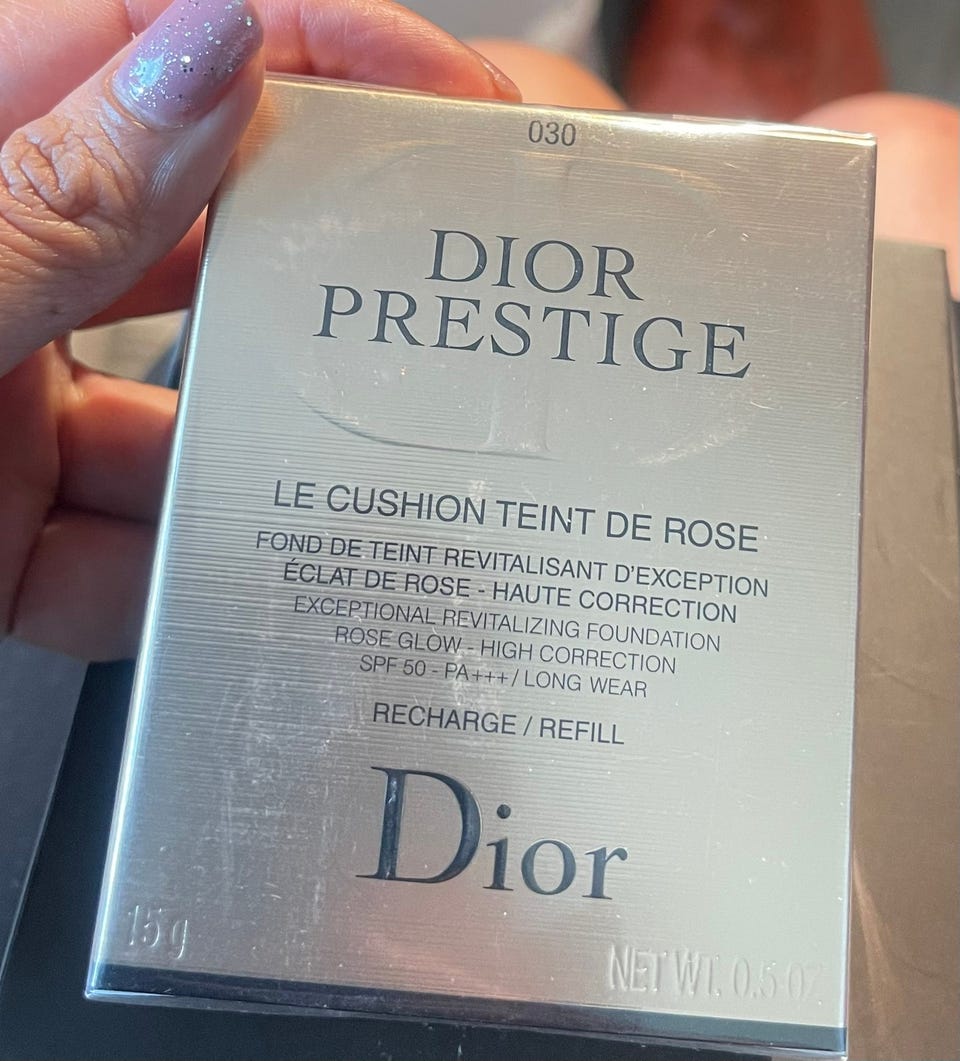 030
DIOR
PRESTIGE
LE CUSHION TEINT DE ROSE
FOND DE TEINT REVITALISANT D'EXCEPTION
ÉCLAT DE ROSE - HAUTE CORRECTION
EXCEPTIONAL REVITALIZING FOUNDATION
ROSE GLOW - HIGH CORRECTION
SPF 50 - PA+++ / LONG WEAR
RECHARGE / REFILL
Dior
15 g
NET WT. 0.5 OZ